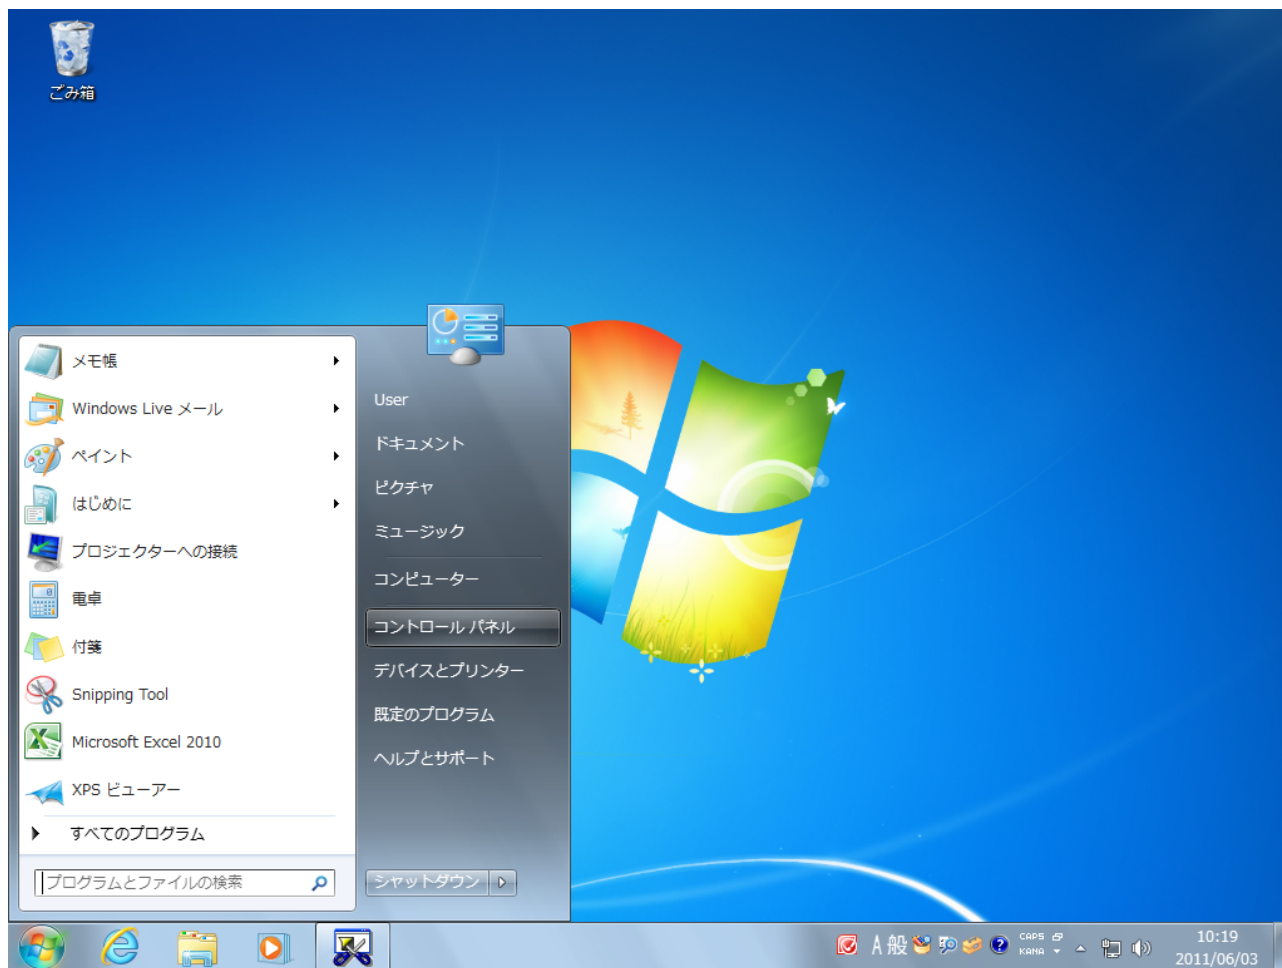 ごみ箱
メモ帳
Windows Live メール
ペイント
はじめに
プロジェクターへの接続
電卓
付箋
Snipping Tool
Microsoft Excel 2010
XPS ビューアー
すべてのプログラム
プログラムとファイルの検索
User
ドキュメント
ピクチャ
ミュージック
コンピューター
コントロール パネル
デバイスとプリンター
既定のプログラム
ヘルプとサポート
シャットダウン
A 般
CAPS
KANA
10:19
2011/06/03